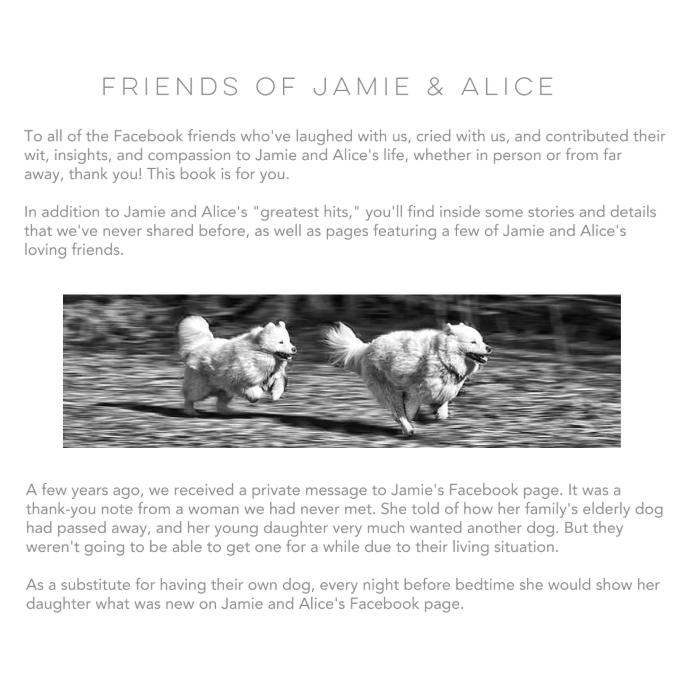 FRIENDS OF JAMIE & ALICE
To all of the Facebook friends who've laughed with us, cried with us, and contributed their
wit, insights, and compassion to Jamie and Alice's life, whether in person or from far
away, thank you! This book is for you.
In addition to Jamie and Alice's "greatest hits," you'll find inside some stories and details
that we've never shared before, as well as pages featuring a few of Jamie and Alice's
loving friends.
A few years ago, we received a private message to Jamie's Facebook page. It was a
thank-you note from a woman we had never met. She told of how her family's elderly dog
had passed away, and her young daughter very much wanted another dog. But they
weren't going to be able to get one for a while due to their living situation.
As a substitute for having their own dog, every night before bedtime she would show her
daughter what was new on Jamie and Alice's Facebook page.